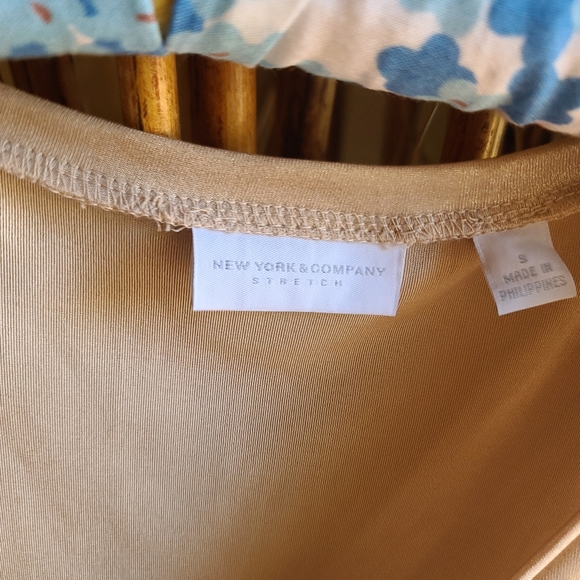 NEW YORK & COMPANY
STRETCH
S
MADE IN
PHILIPPINES